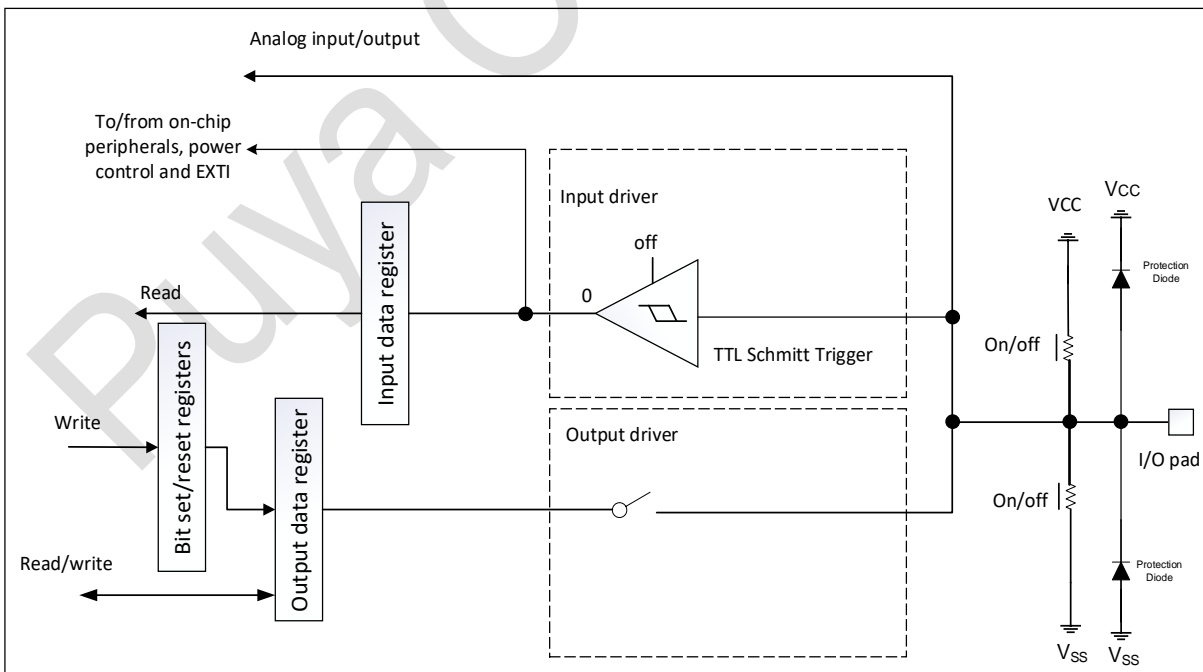 Analog input/output
To/from on-chip
peripherals, power
control and EXTI
Input driver
off
0
TTL Schmitt Trigger
Read
Input data register
Bit set/reset registers
Write
Output data register
Read/write
Output driver
VCC
VCC
Protection
Diode
On/off
On/off
I/O pad
Protection
Diode
VSS
VSS
Puya